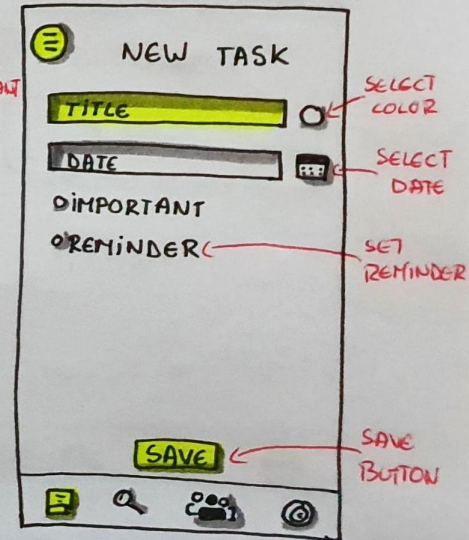 NEW TASK
TiTLE
SELECT
COLOR
DATE
SELECT
DATE
iMPORTANT
REMiNDER
SET
REMiNDER
SAVE
SAVE
BUTTON